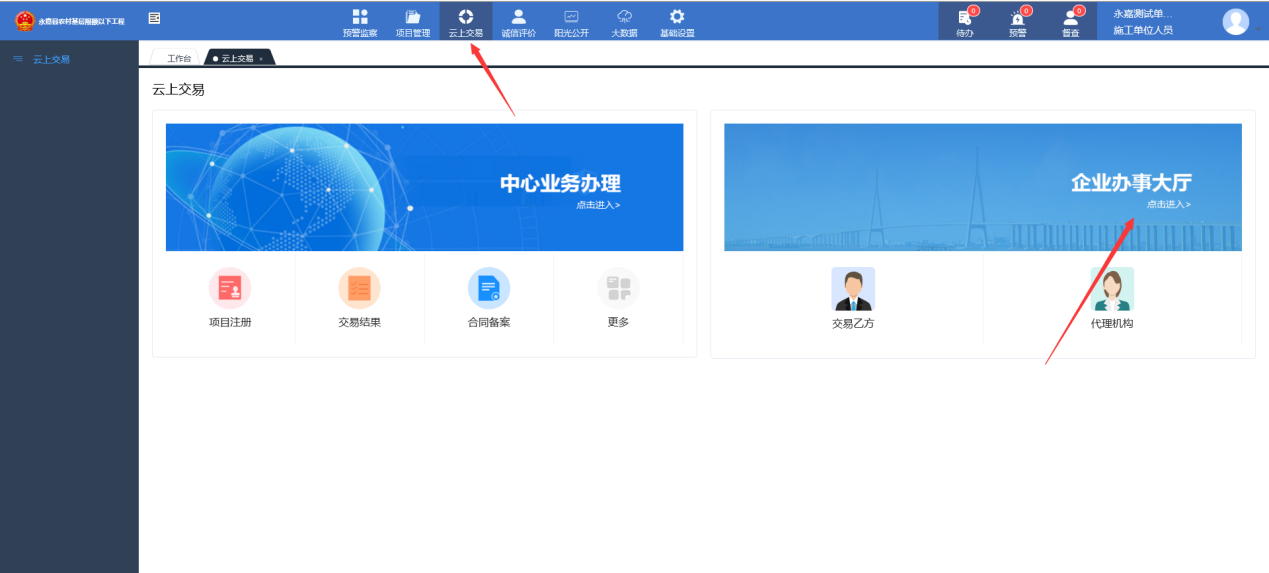 永嘉县农村基层限额以下工程
预警监察
项目管理
云上交易
诚信评价
阳光公开
大数据
基础设置
0
待办
0
预警
0
督查
永嘉测试单...
施工单位人员
云上交易
工作台
云上交易 ×
云上交易
中心业务办理
点击进入>
企业办事大厅
点击进入>
项目注册
交易结果
合同备案
更多
交易乙方
代理机构